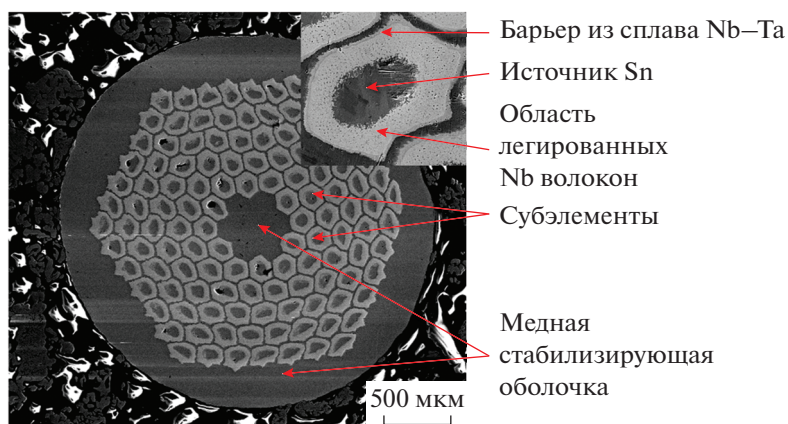 Барьер из сплава Nb–Ta
Источник Sn
Область
легированных
Nb волокон
Субэлементы
Медная
стабилизирующая
оболочка
500 мкм